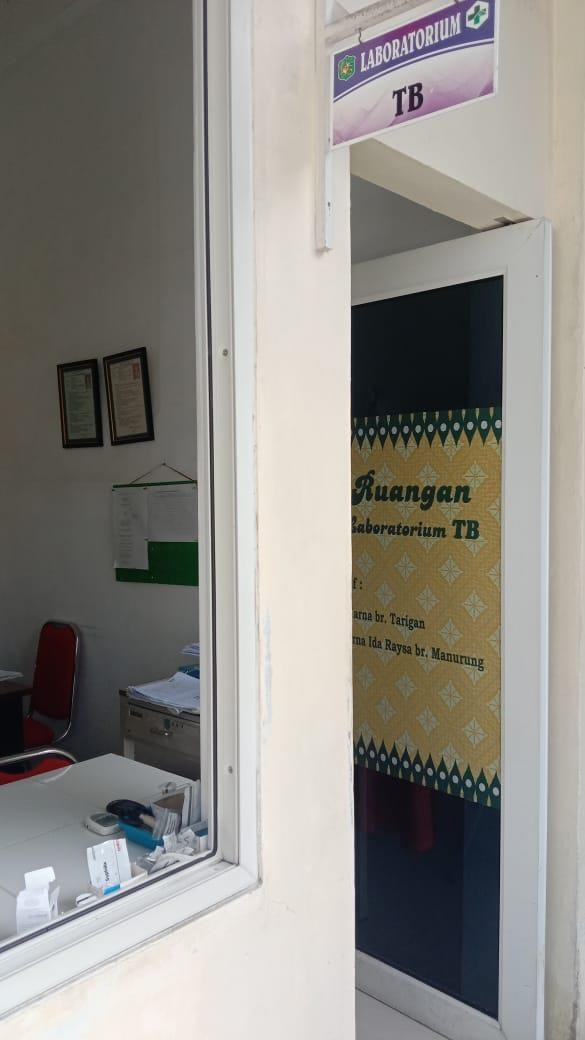 LABORATORIUM
TB
Ruangan
Laboratorium TB
f :
arna br. Tarigan
rna Ida Raysa br. Manurung